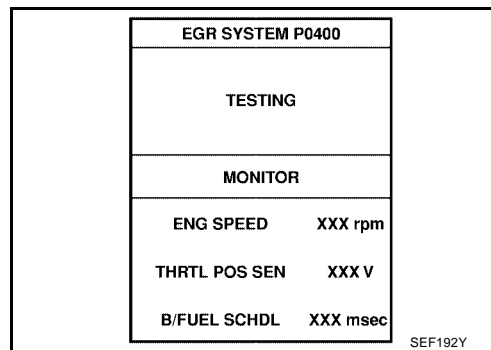 EGR SYSTEM P0400
TESTING
MONITOR
ENG SPEED XXX rpm
THRTL POS SEN XXX V
B/FUEL SCHDL XXX msec
SEF192Y